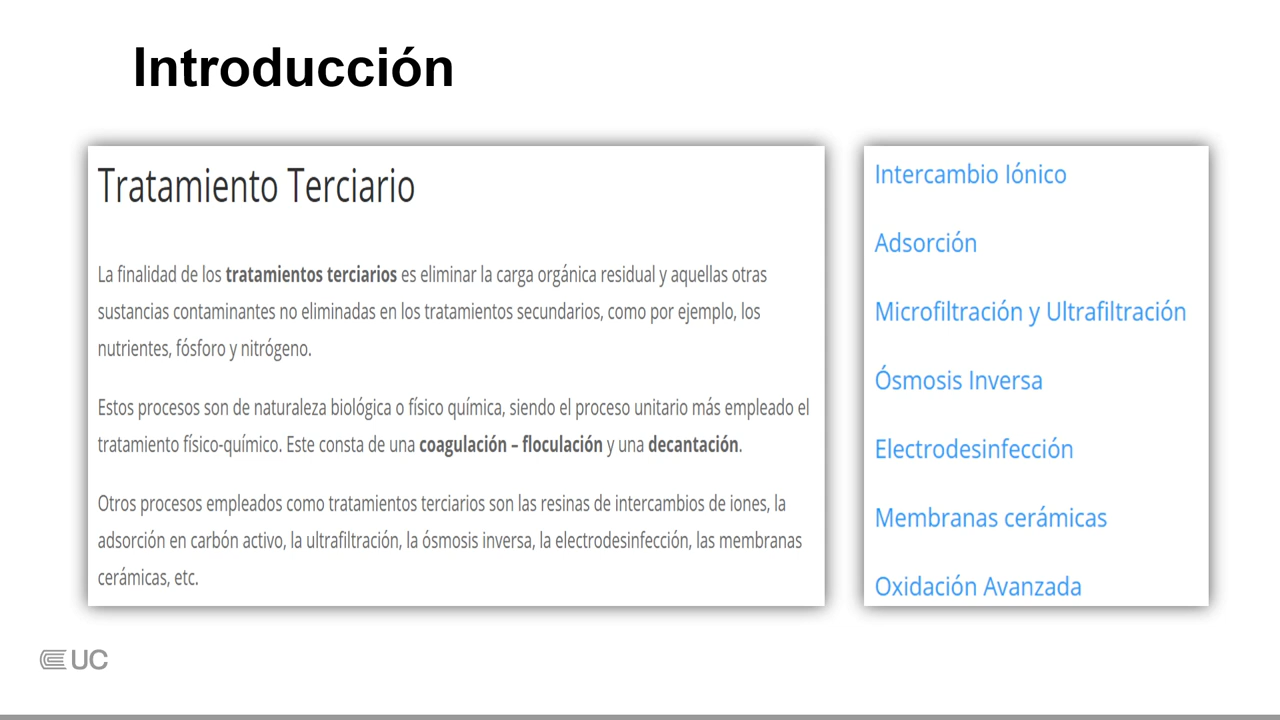 Introducción
Tratamiento Terciario
La finalidad de los tratamientos terciarios es eliminar la carga orgánica residual y aquellas otras
sustancias contaminantes no eliminadas en los tratamientos secundarios, como por ejemplo, los
nutrientes, fósforo y nitrógeno.
Estos procesos son de naturaleza biológica o físico química, siendo el proceso unitario más empleado el
tratamiento físico-químico. Este consta de una coagulación – floculación y una decantación.
Otros procesos empleados como tratamientos terciarios son las resinas de intercambios de iones, la
adsorción en carbón activo, la ultrafiltración, la ósmosis inversa, la electrodesinfección, las membranas
cerámicas, etc.
Intercambio Iónico
Adsorción
Microfiltración y Ultrafiltración
Ósmosis Inversa
Electrodesinfección
Membranas cerámicas
Oxidación Avanzada
UC